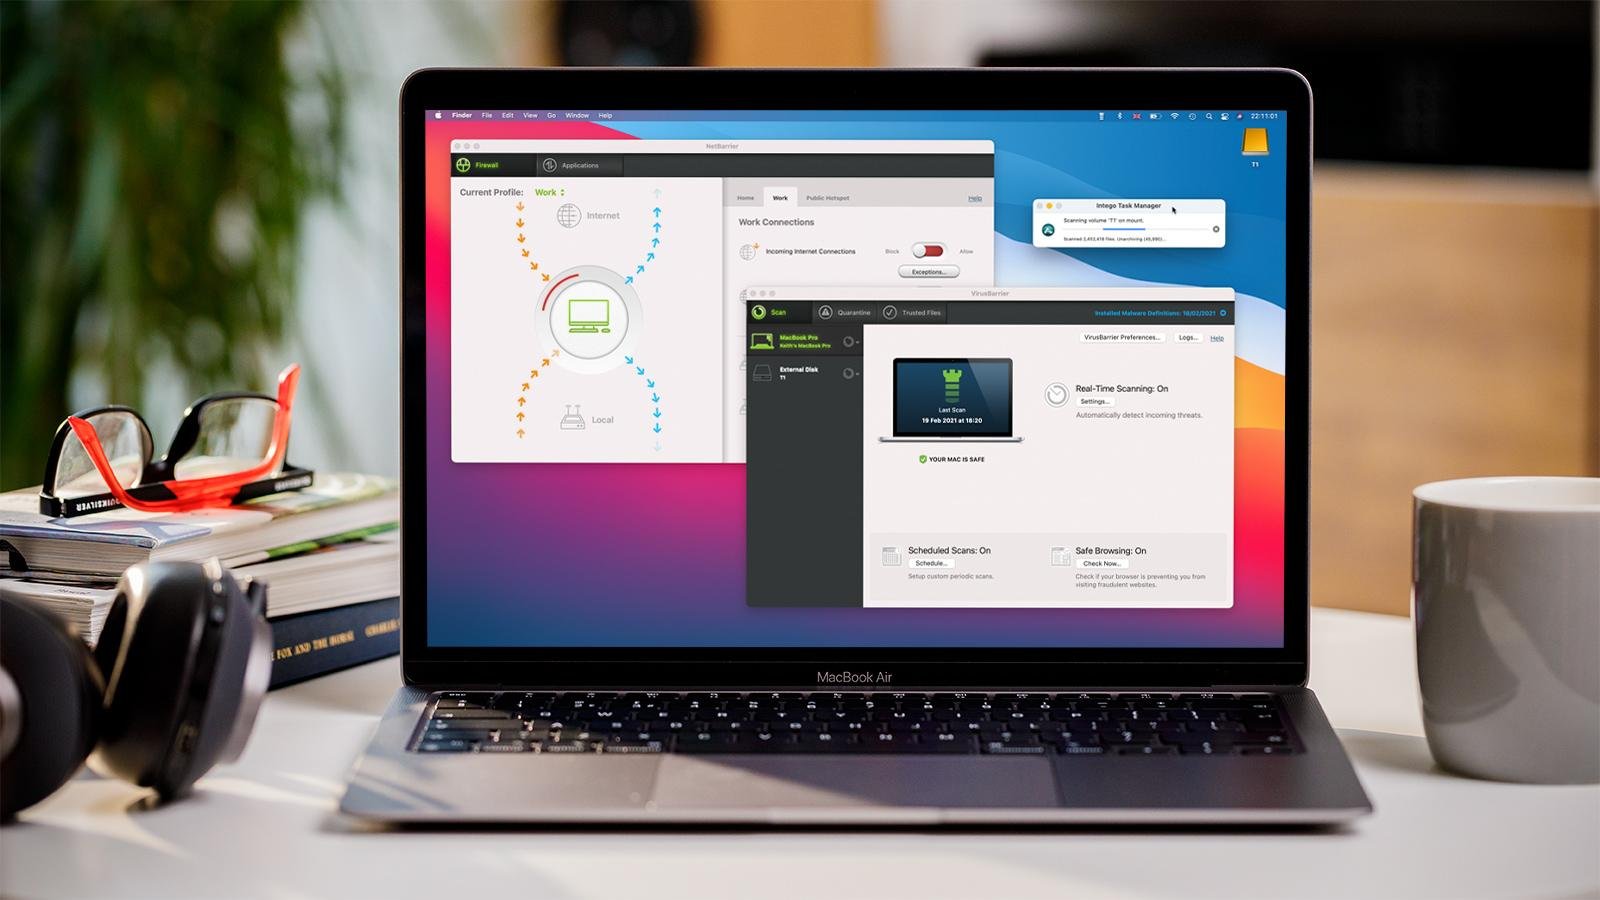 Finder File Edit View Go Window Help
22:11:01
T1
NetBarrier
Firewall
Applications
Current Profile: Work
Internet
Local
Home
Work
Public Hotspot
Help
Work Connections
Incoming Internet Connections
Block
Allow
Exceptions...
Intego Task Manager
Scanning volume 'T1' on mount.
Scanned 2,452,419 files. Unarchiving (45,990)...
VirusBarrier
Scan
Quarantine
Trusted Files
Installed Malware Definitions: 18/02/2021
MacBook Pro
Keith's MacBook Pro
External Disk
T1
VirusBarrier Preferences...
Logs...
Help
Last Scan
19 Feb 2021 at 18:20
YOUR MAC IS SAFE
Real-Time Scanning: On
Settings...
Automatically detect incoming threats.
Scheduled Scans: On
Schedule...
Setup custom periodic scans.
Safe Browsing: On
Check Now...
Check if your browser is preventing you from
visiting fraudulent websites.
MacBook Air
QUIKSILVER
FOX AND THE HORSE